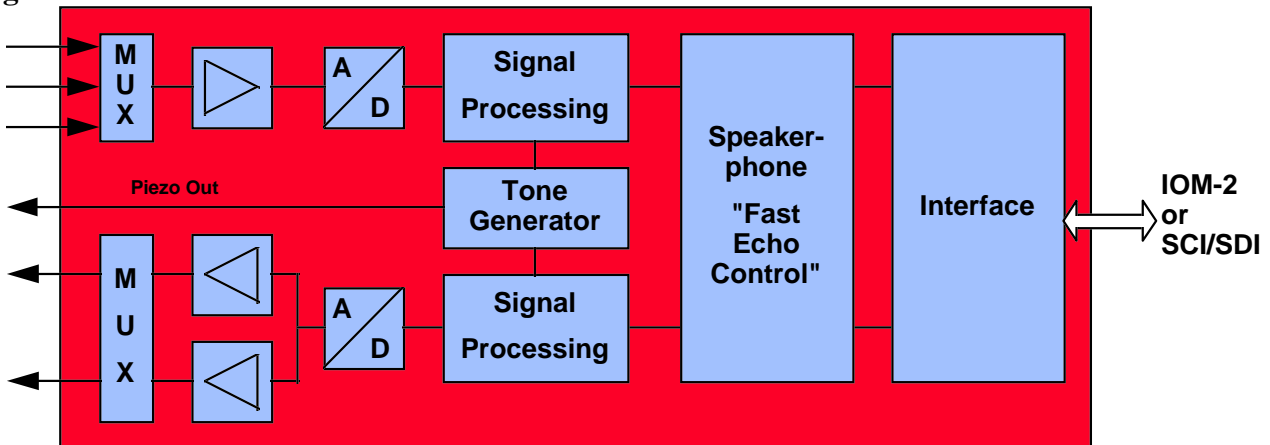 g
M
U
X
A
D
Signal
Processing
Speaker-
phone
"Fast
Echo
Control"
Interface
IOM-2
or
SCI/SDI
Piezo Out
Tone
Generator
M
U
X
A
D
Signal
Processing